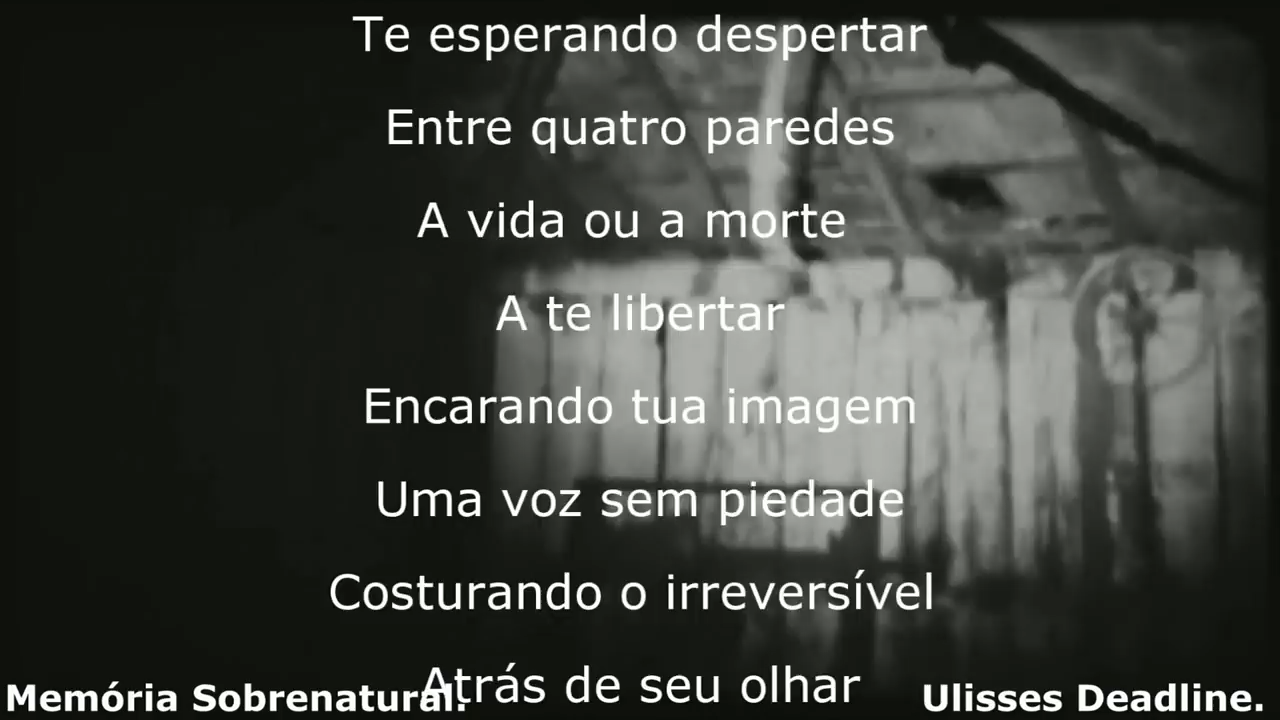 Te esperando despertar
Entre quatro paredes
A vida ou a morte
A te libertar
Encarando tua imagem
Uma voz sem piedade
Costurando o irreversível
Atrás de seu olhar
Memória Sobrenatural.
Ulisses Deadline.